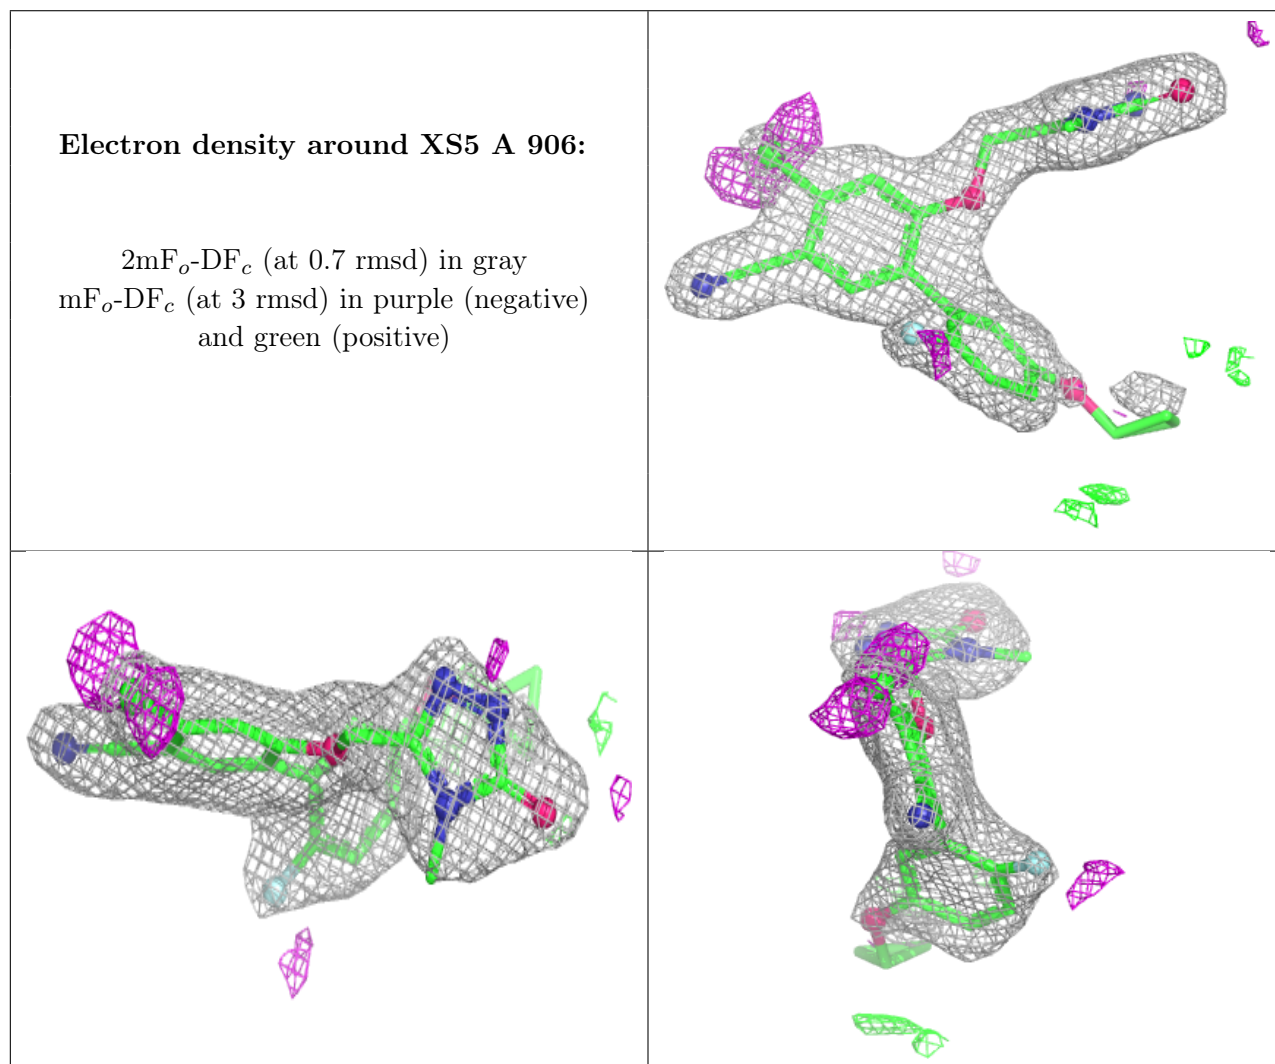 Electron density around XS5 A 906:
2mFo-DFc (at 0.7 rmsd) in gray
mFo-DFc (at 3 rmsd) in purple (negative)
and green (positive)